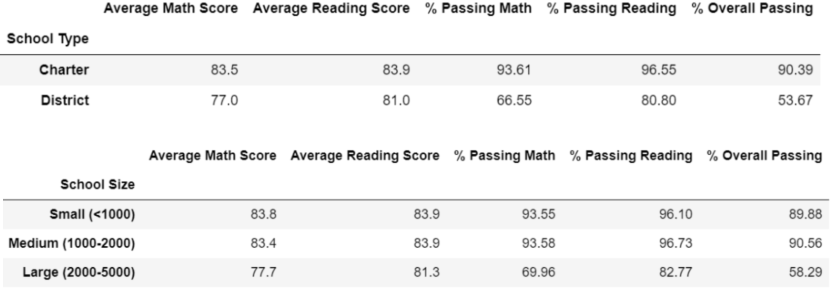 Average Math Score Average Reading Score % Passing Math % Passing Reading % Overall Passing
School Type
Charter 83.5 83.9 93.61 96.55 90.39
District 77.0 81.0 66.55 80.80 53.67
Average Math Score Average Reading Score % Passing Math % Passing Reading % Overall Passing
School Size
Small (<1000) 83.8 83.9 93.55 96.10 89.88
Medium (1000-2000) 83.4 83.9 93.58 96.73 90.56
Large (2000-5000) 77.7 81.3 69.96 82.77 58.29